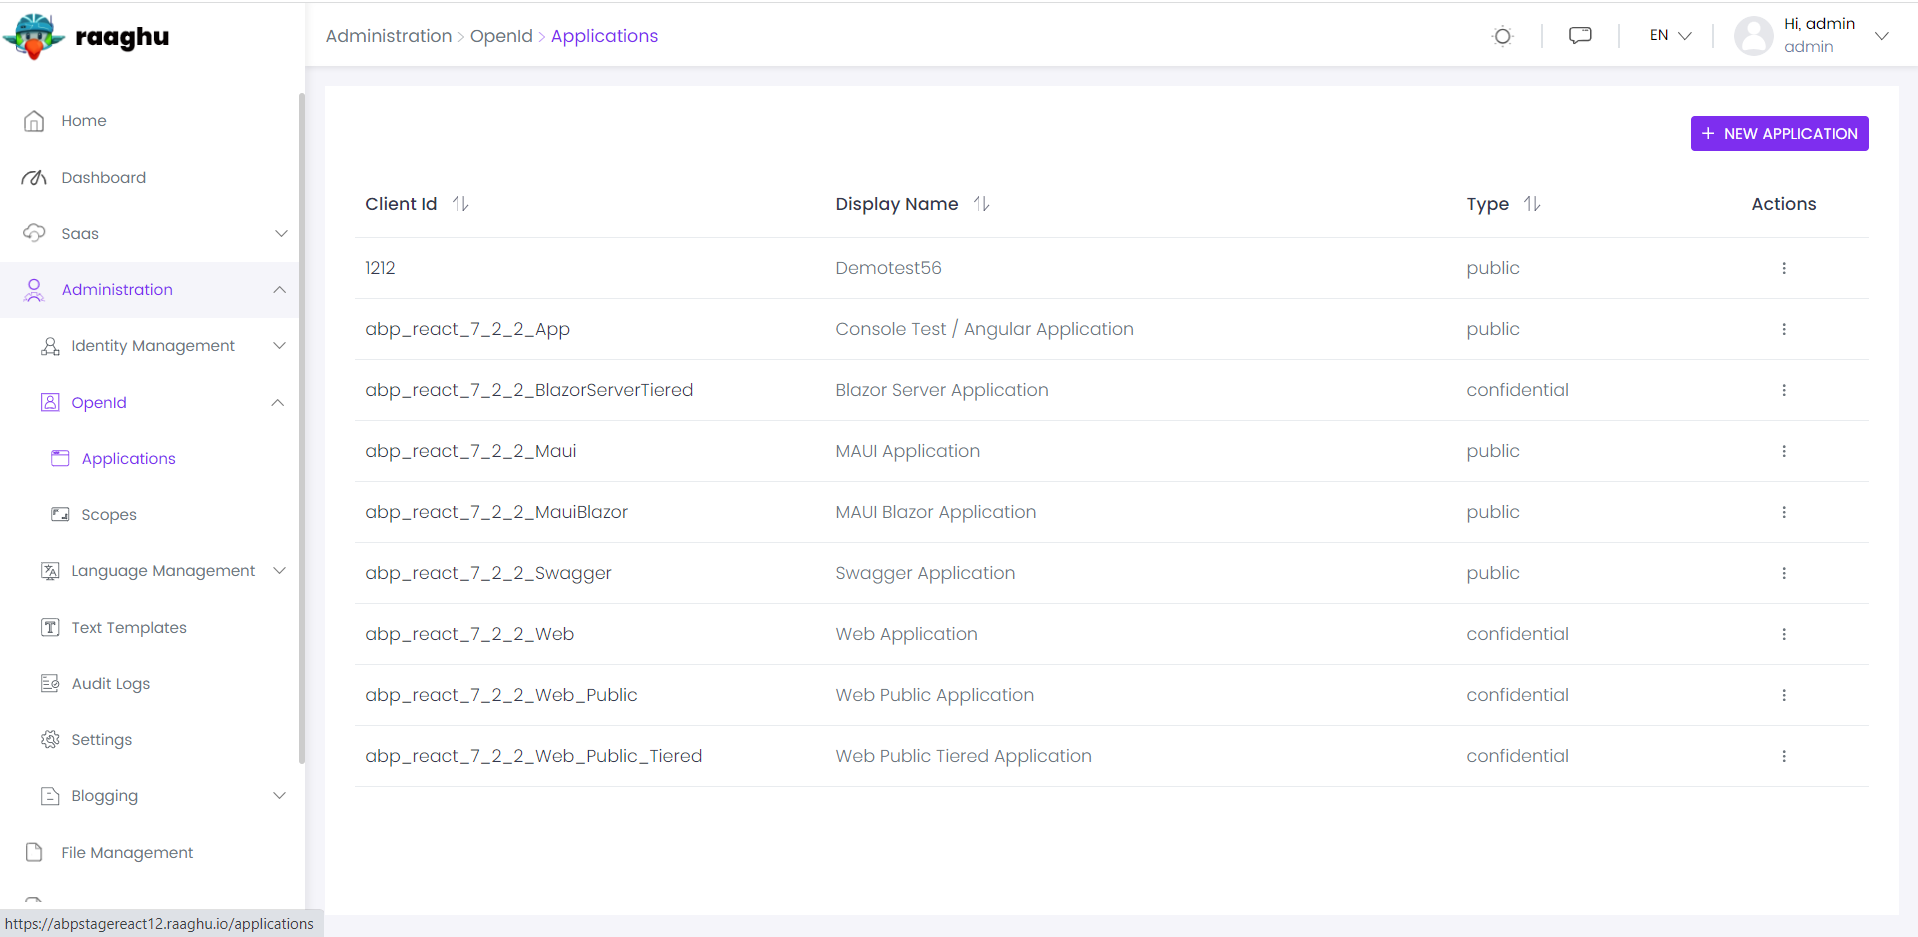 raaghu
Administration > OpenId > Applications
EN
Hi, admin
admin
Home
Dashboard
Saas
Administration
Identity Management
OpenId
Applications
Scopes
Language Management
Text Templates
Audit Logs
Settings
Blogging
File Management
+ NEW APPLICATION
Client Id Display Name Type Actions
1212 Demotest56 public
abp_react_7_2_2_App Console Test / Angular Application public
abp_react_7_2_2_BlazorServerTiered Blazor Server Application confidential
abp_react_7_2_2_Maui MAUI Application public
abp_react_7_2_2_MauiBlazor MAUI Blazor Application public
abp_react_7_2_2_Swagger Swagger Application public
abp_react_7_2_2_Web Web Application confidential
abp_react_7_2_2_Web_Public Web Public Application confidential
abp_react_7_2_2_Web_Public_Tiered Web Public Tiered Application confidential
https://abpstagereact12.raaghu.io/applications